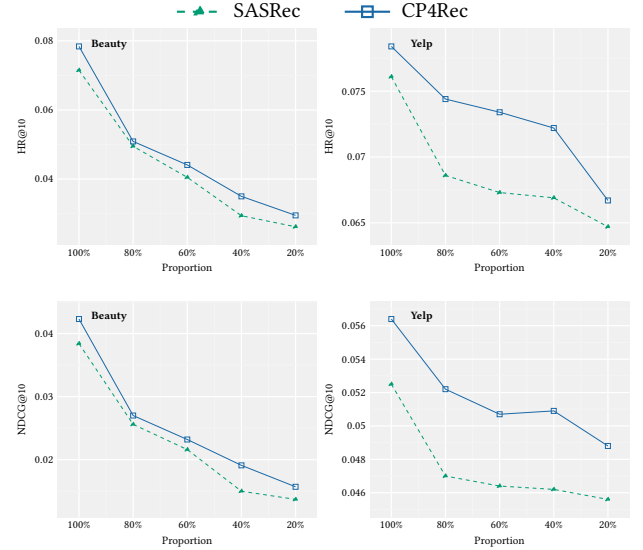 SASRec CP4Rec
Beauty
HR@10
0.08
0.06
0.04
100% 80% 60% 40% 20%
Proportion
Yelp
HR@10
0.075
0.07
0.065
100% 80% 60% 40% 20%
Proportion
Beauty
NDCG@10
0.04
0.03
0.02
100% 80% 60% 40% 20%
Proportion
Yelp
NDCG@10
0.056
0.054
0.052
0.05
0.048
0.046
100% 80% 60% 40% 20%
Proportion